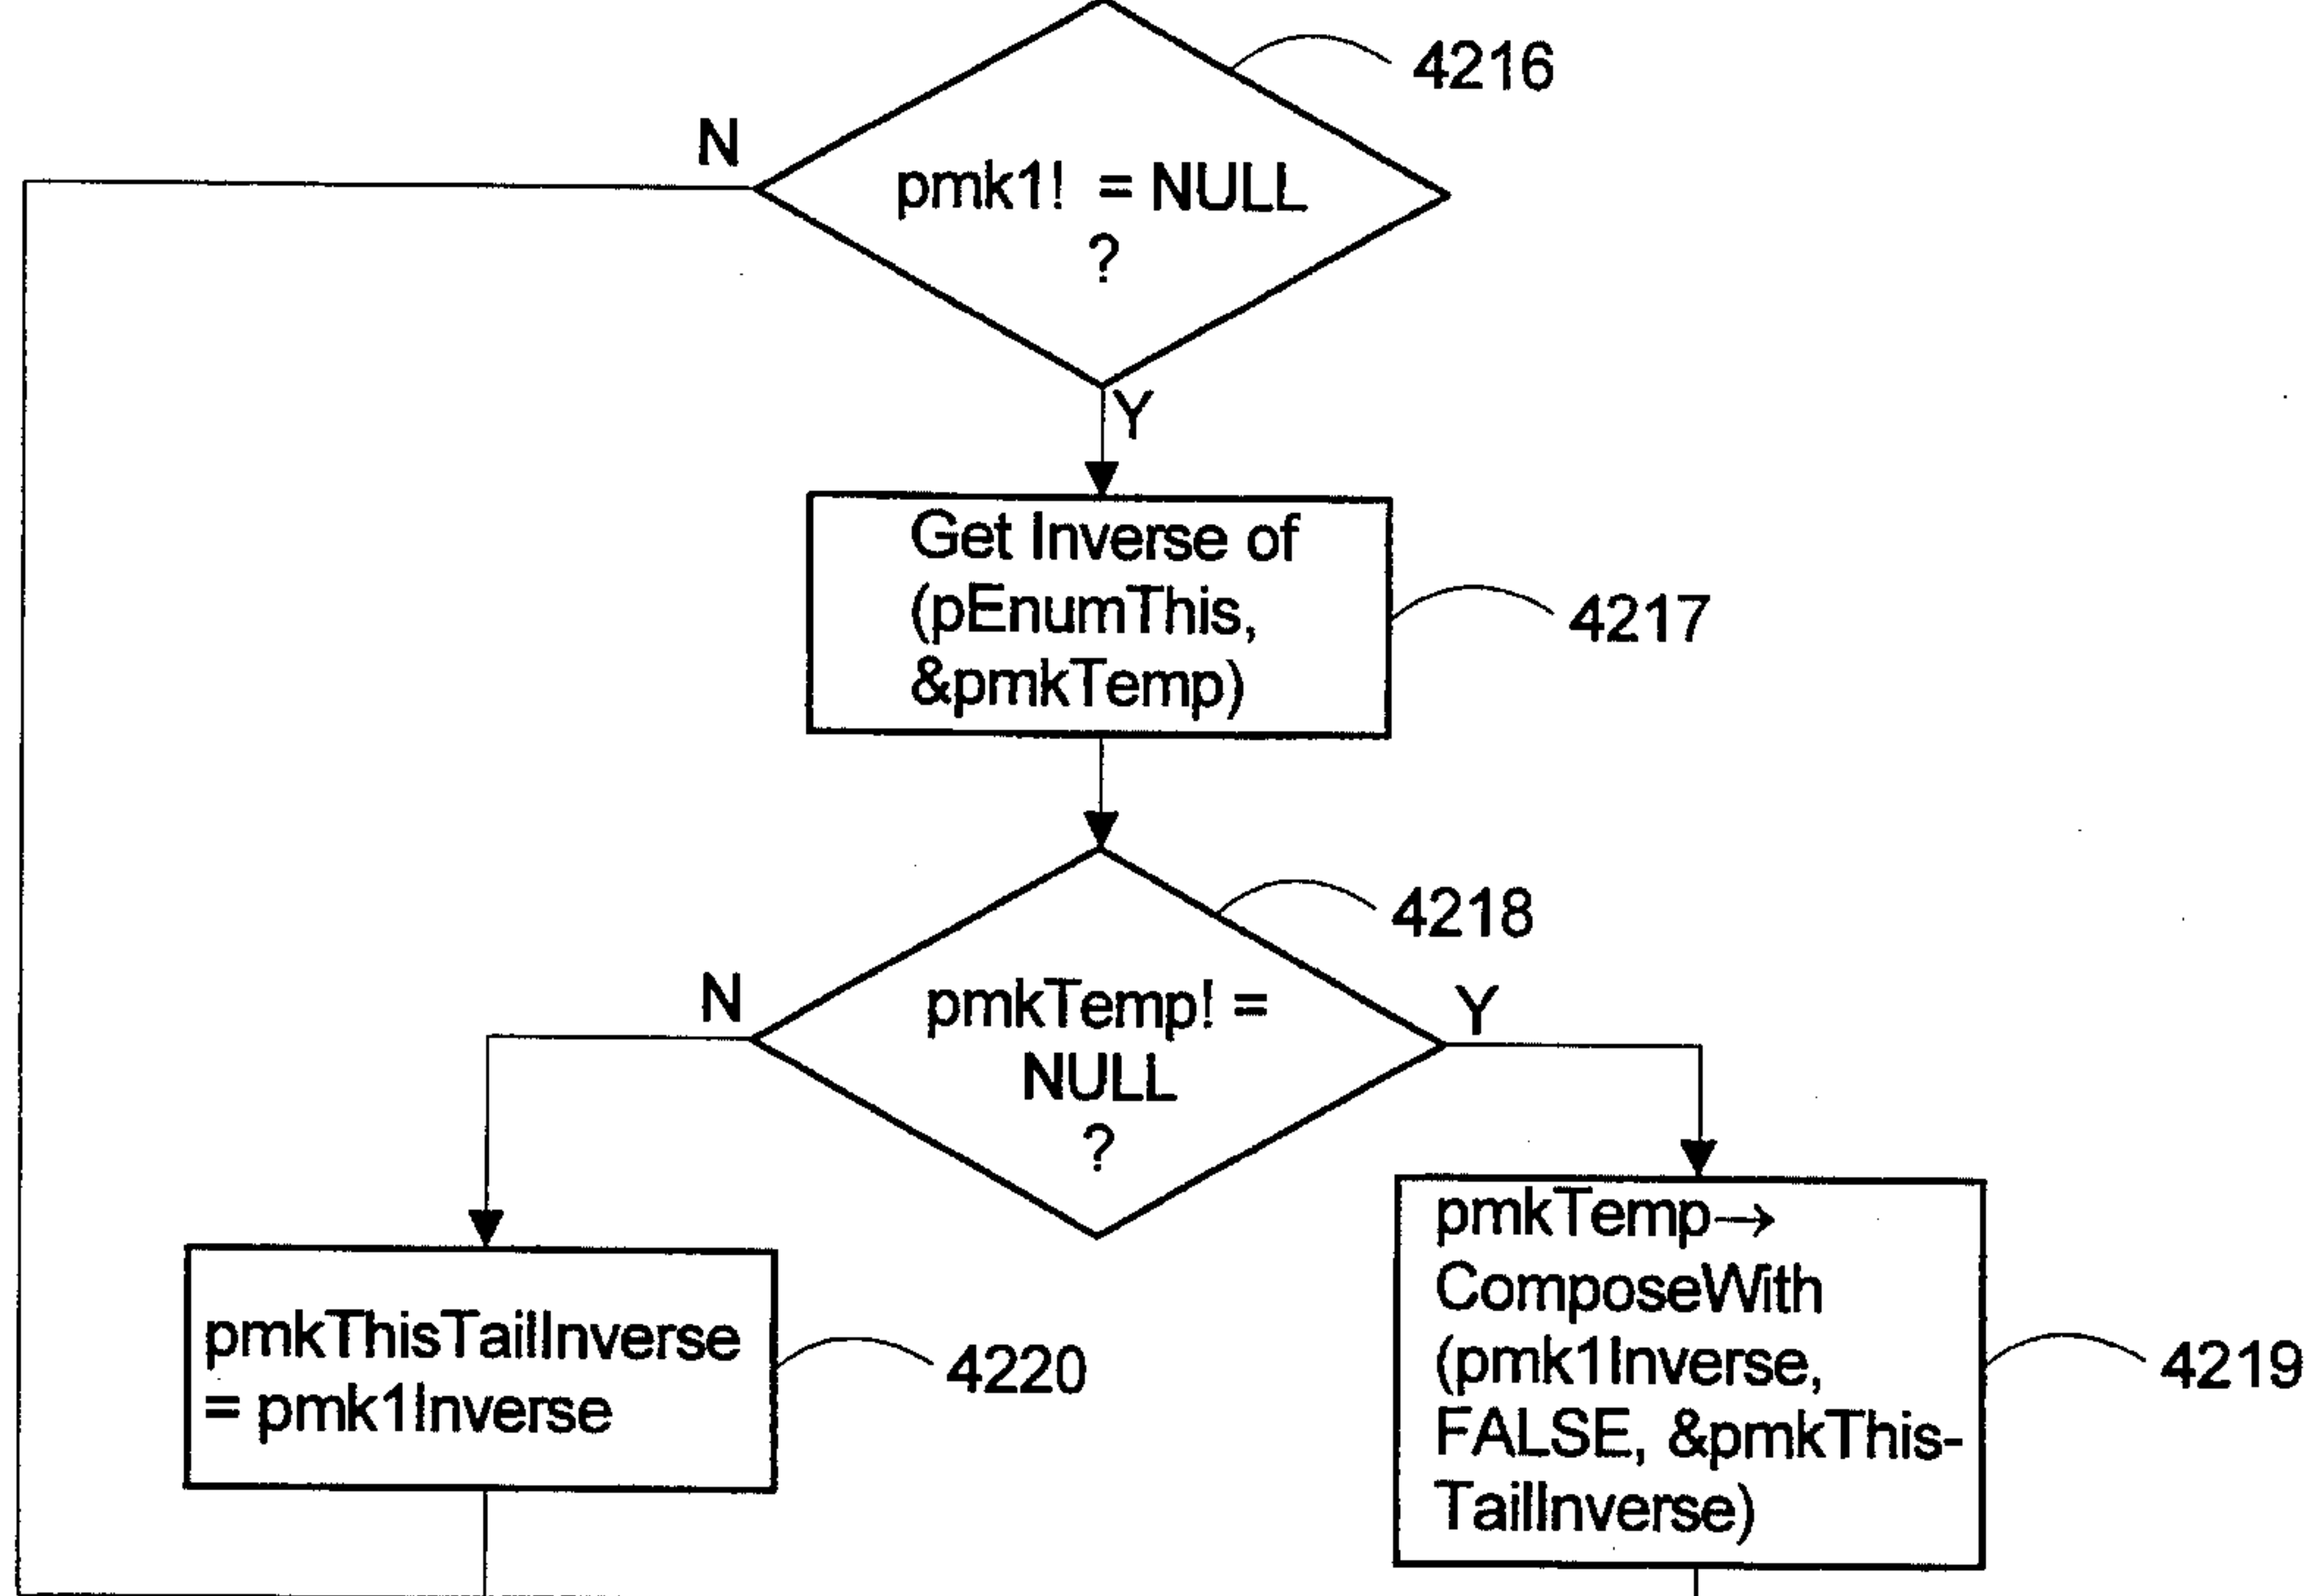 4216
N
pmk1! = NULL
?
Y
Get Inverse of
(pEnumThis,
&pmkTemp)
4217
4218
N
pmkTemp! =
NULL
?
Y
pmkTemp→
ComposeWith
(pmk1Inverse,
FALSE, &pmkThis-
TailInverse)
4219
pmkThisTailInverse
= pmk1Inverse
4220